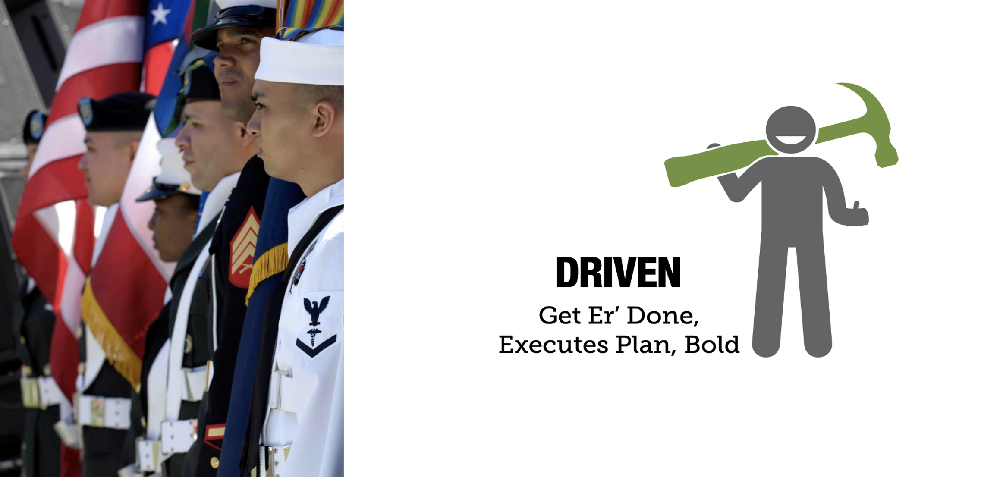 DRIVEN
Get Er’ Done,
Executes Plan, Bold